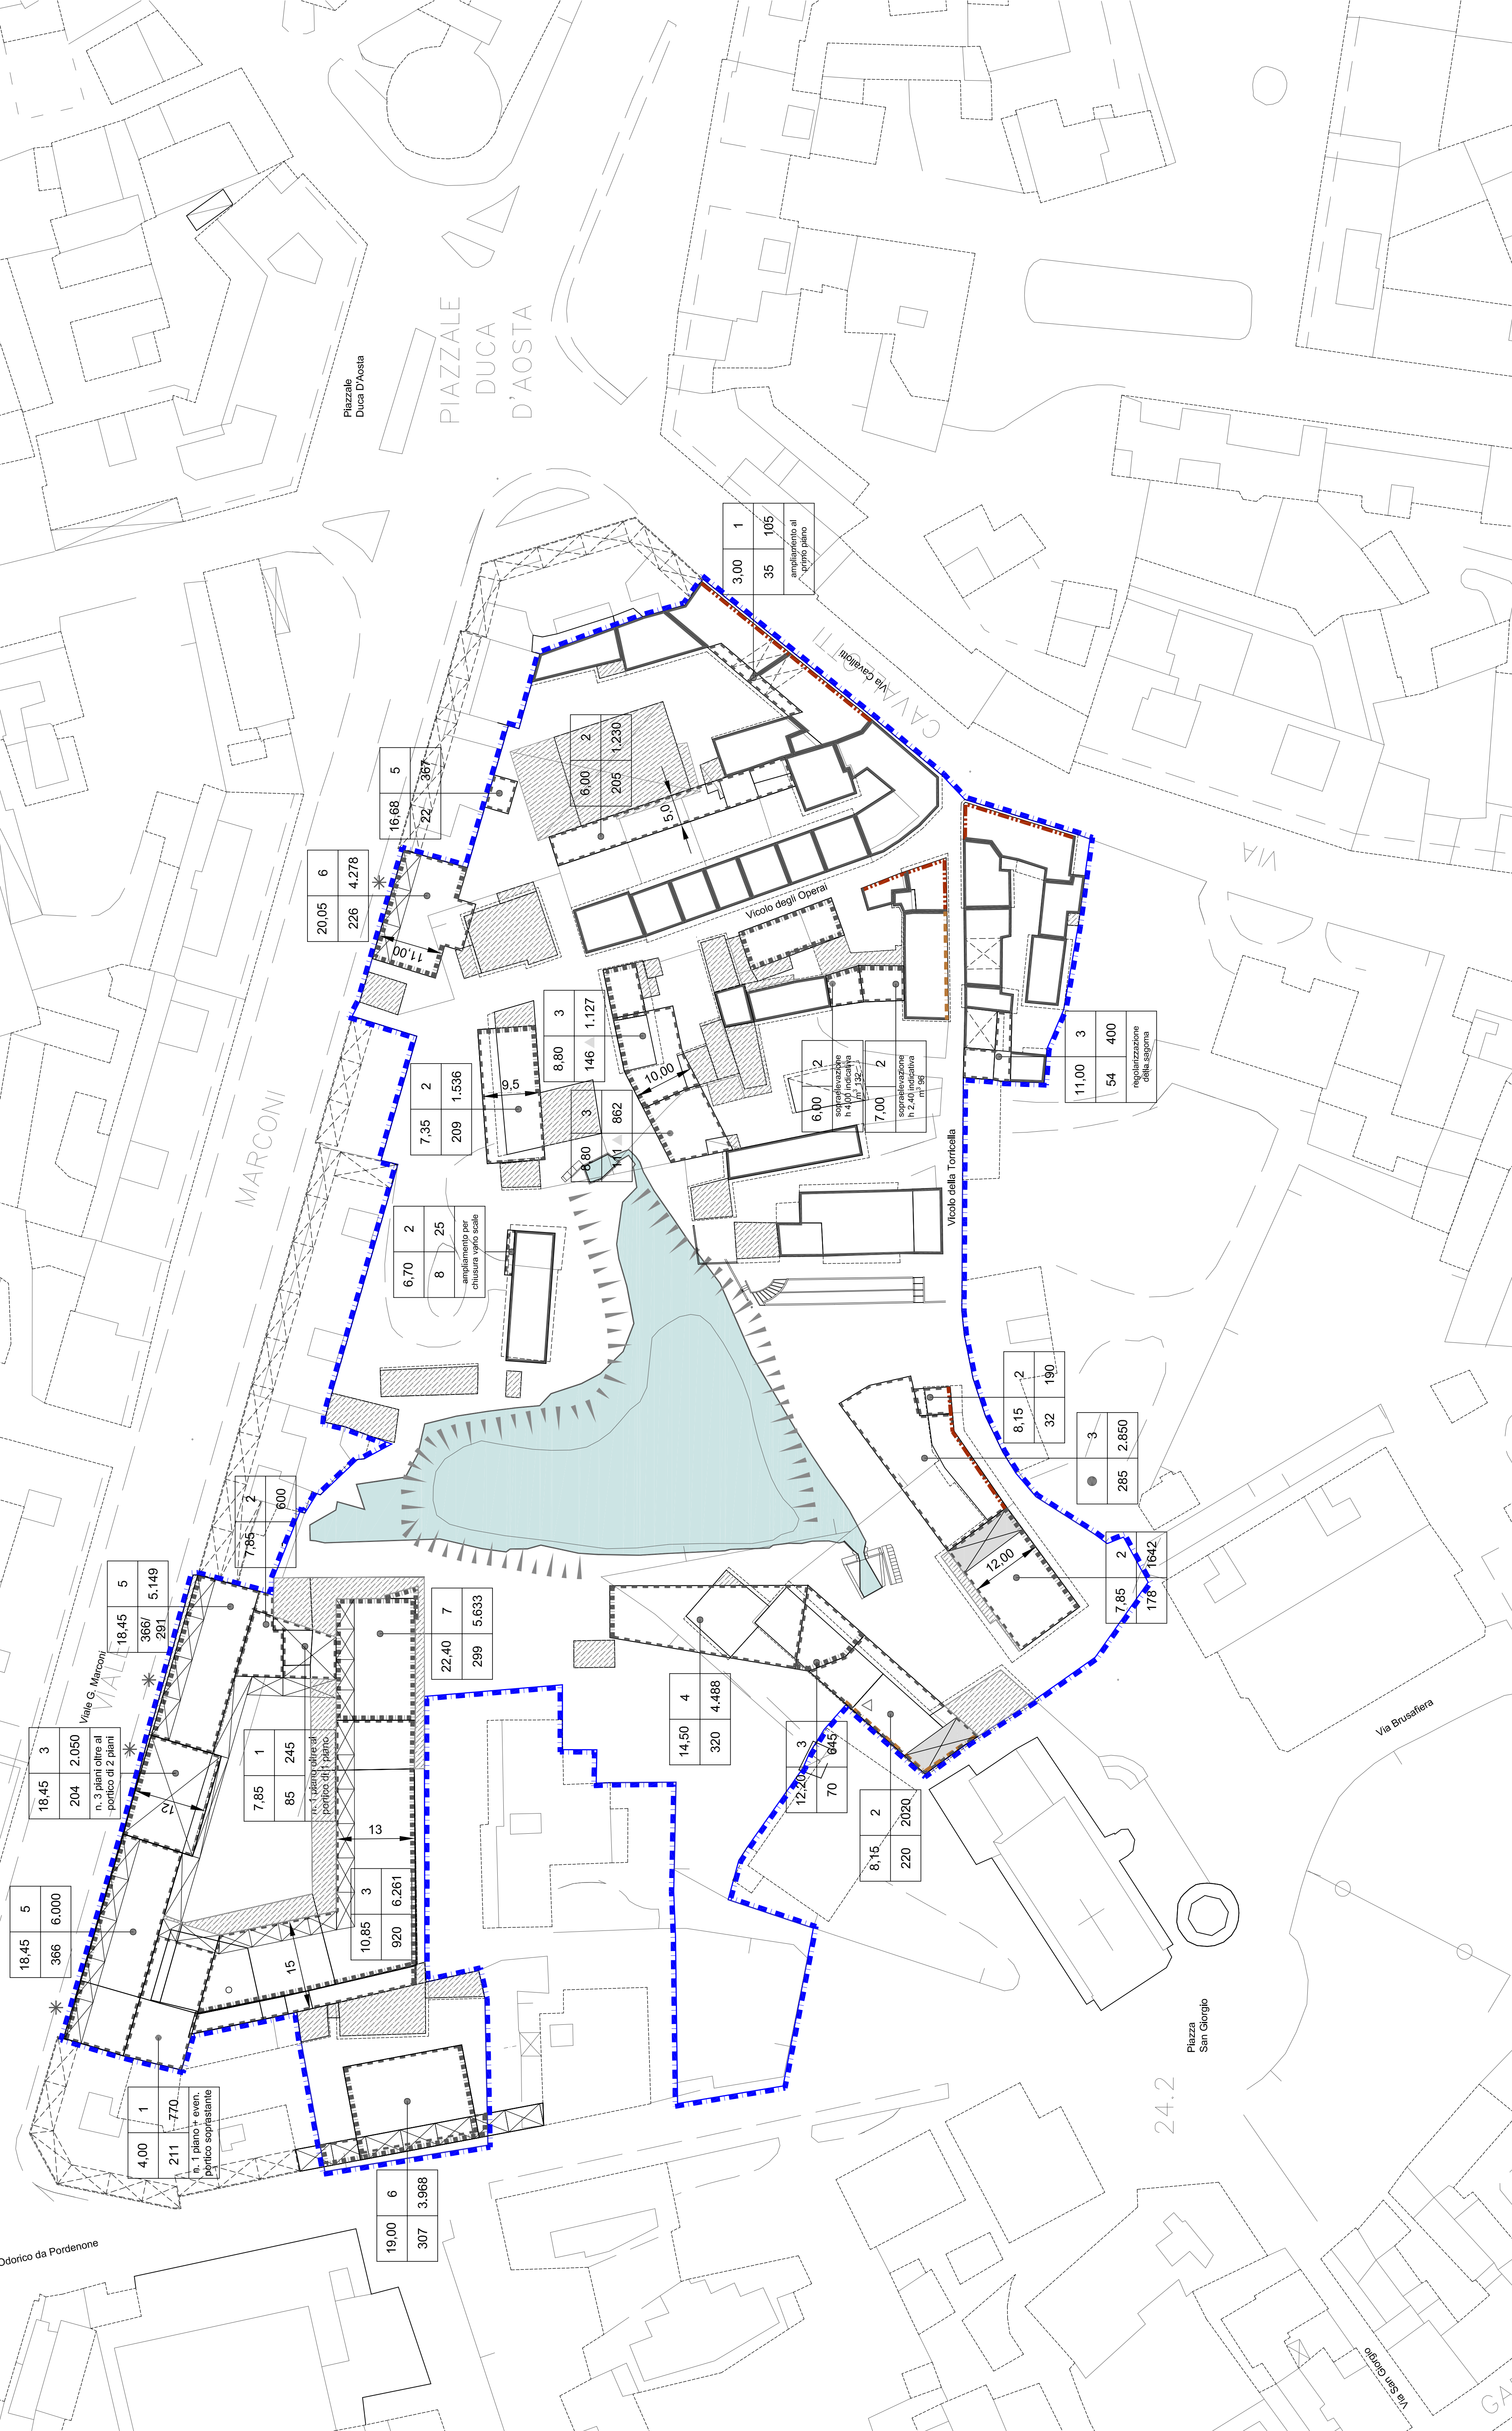 Piazzale
Duca D'Aosta
PIAZZALE
DUCA
D'AOSTA
3,00 1
35 105
ampliamento al
primo piano
CAVALLOTTI
Via Cavallotti
VIA
16,68 5
22 367
6,00 2
205 1.230
5,0
20,05 6
226 4.278
11,00
Vicolo degli Operai
8,80 3
146 1.127
10,00
7,35 2
209 1.536
9,5
8,80 3
111 862
6,00 2
sopraelevazione
h 4.00 indicativa
m³ 132
7,00 2
sopraelevazione
h 2.40 indicativa
m³ 96
11,00 3
54 400
regolarizzazione
della sagoma
MARCONI
Vicolo della Torricella
6,70 2
8 25
ampliamento per
chiusura vano scale
8,15 2
32 190
3
285 2.850
7,85 2
600
12,00
7,85 2
178 1642
18,45 5
366/
291 5.149
VIALE
Viale G. Marconi
22,40 7
299 5.633
18,45 3
204 2.050
n. 3 piani oltre al
portico di 2 piani
12
7,85 1
85 245
n. 1 piano oltre al
portico di 1 piano
13
14,50 4
320 4.488
12,20 3
70 645
8,15 2
220 2020
Via Brusafiera
18,45 5
366 6.000
10,85 3
920 6.261
15
Piazza
San Giorgio
4,00 1
211 770
n. 1 piano + even.
portico soprastante
24.2
19,00 6
307 3.968
Odorico da Pordenone
Via San Giorgio
GA